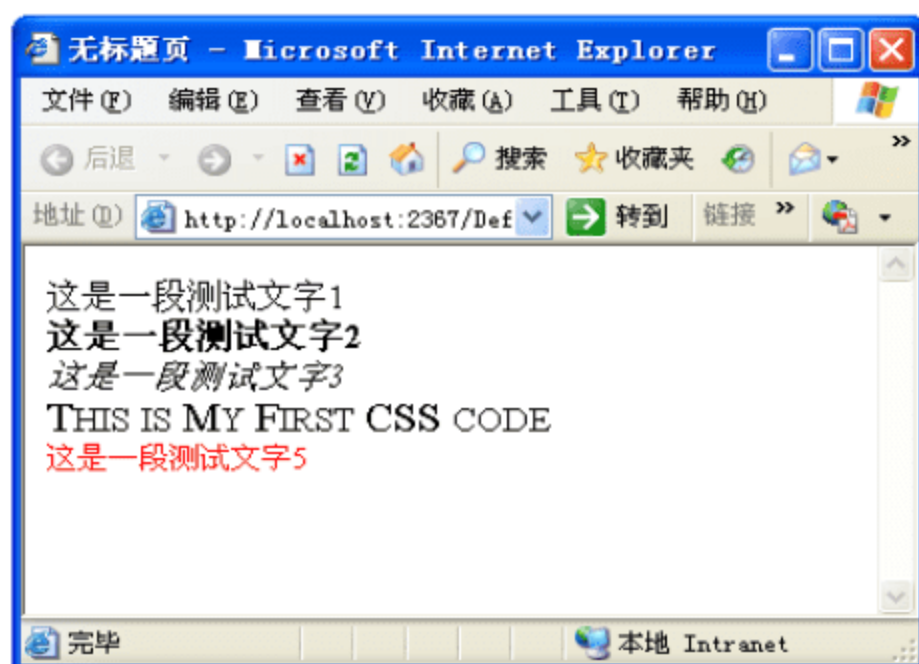 无标题页 - Microsoft Internet Explorer
文件(F) 编辑(E) 查看(V) 收藏(A) 工具(T) 帮助(H)
后退 搜索 收藏夹 »
地址(D) http://localhost:2367/Def 转到 链接 »
这是一段测试文字1
这是一段测试文字2
这是一段测试文字3
THIS IS MY FIRST CSS CODE
这是一段测试文字5
完毕 本地 Intranet